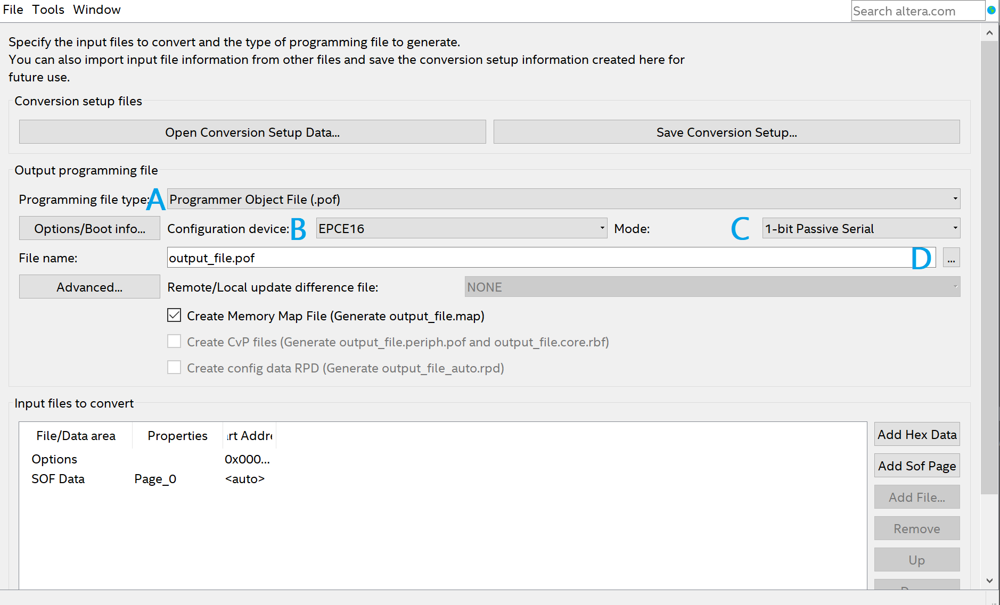 File Tools Window Search altera.com
Specify the input files to convert and the type of programming file to generate.
You can also import input file information from other files and save the conversion setup information created here for
future use.
Conversion setup files
Open Conversion Setup Data...
Save Conversion Setup...
Output programming file
Programming file type: A Programmer Object File (.pof)
Options/Boot info... Configuration device: B EPCE16 Mode: C 1-bit Passive Serial
File name: output_file.pof D ...
Advanced... Remote/Local update difference file: NONE
Create Memory Map File (Generate output_file.map)
Create CvP files (Generate output_file.periph.pof and output_file.core.rbf)
Create config data RPD (Generate output_file_auto.rpd)
Input files to convert
File/Data area Properties art Addre
Options 0x000...
SOF Data Page_0 <auto>
Add Hex Data
Add Sof Page
Add File...
Remove
Up